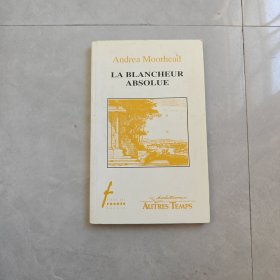 Andrea Moorhead
LA BLANCHEUR
ABSOLUE
AUTRES TEMPS